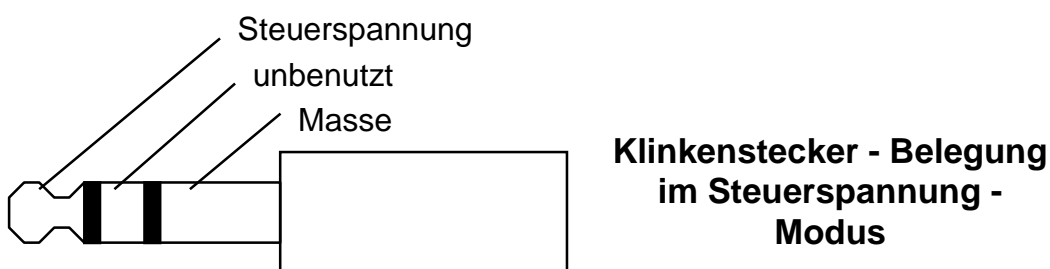 Steuerspannung
unbenutzt
Masse
Klinkenstecker - Belegung
im Steuerspannung -
Modus